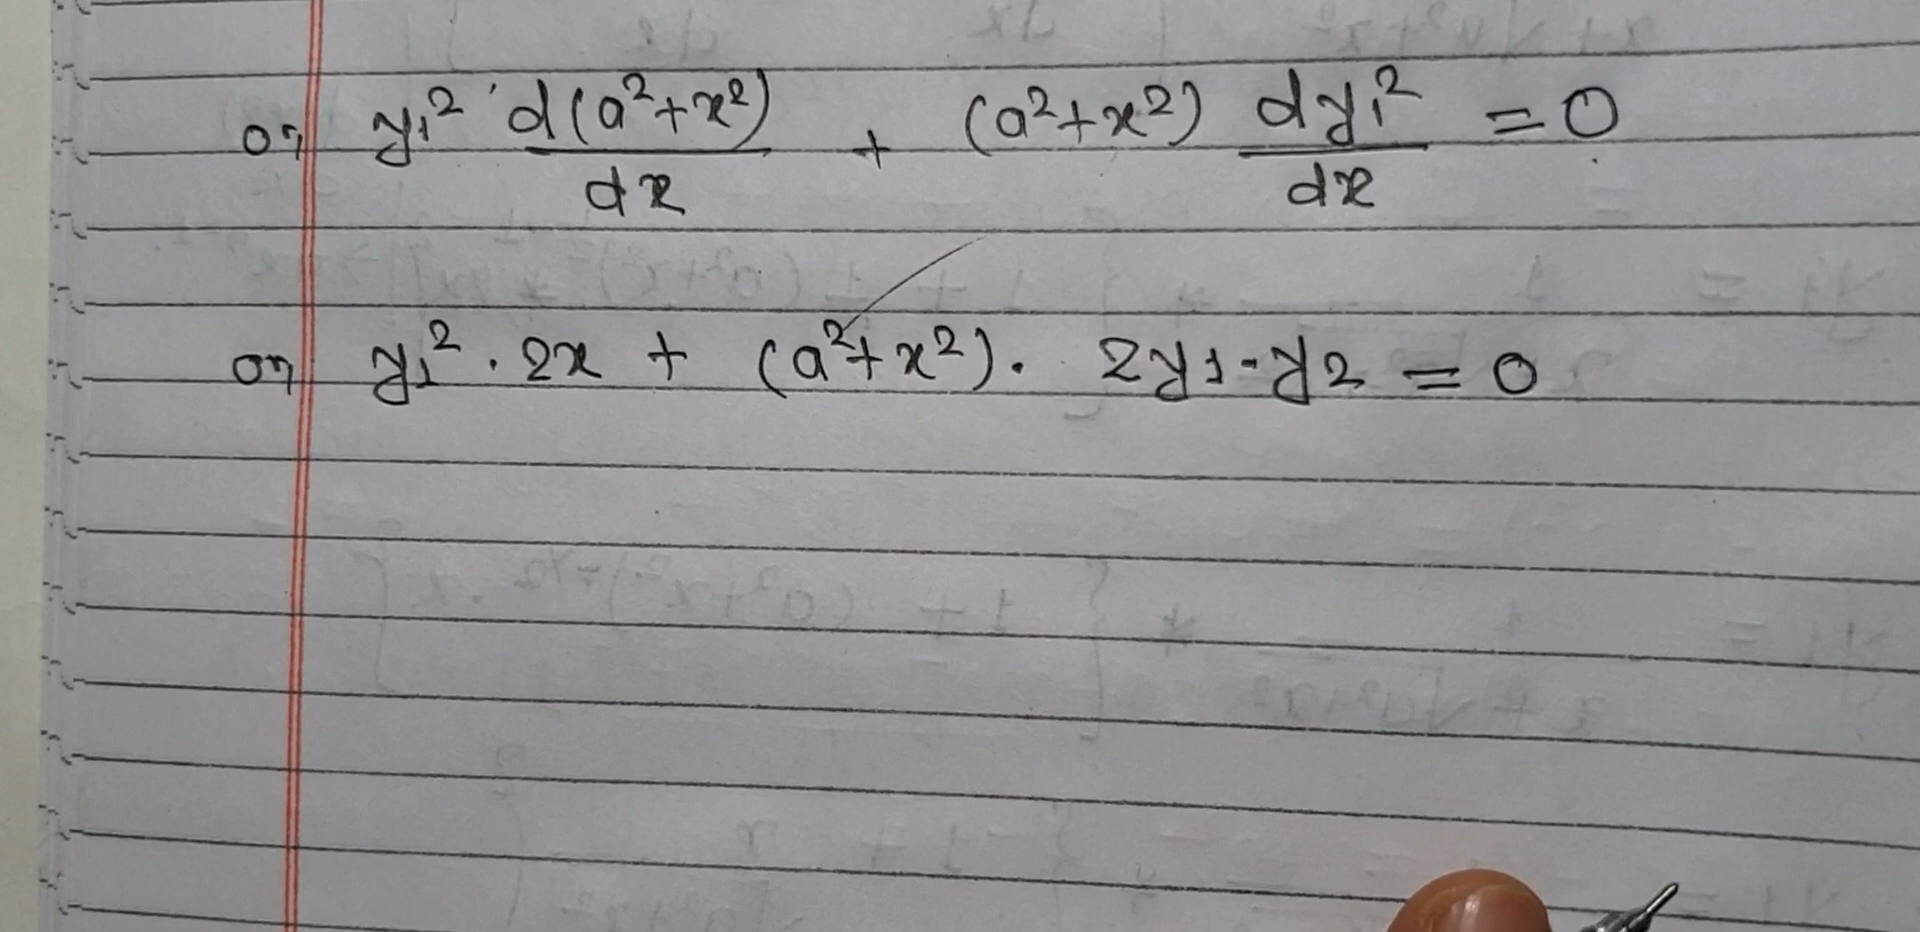 or y₁² d(a²+x²)/dx + (a²+x²) dy₁²/dx = 0
or y₁² · 2x + (a²+x²) · 2y₁ · y₂ = 0